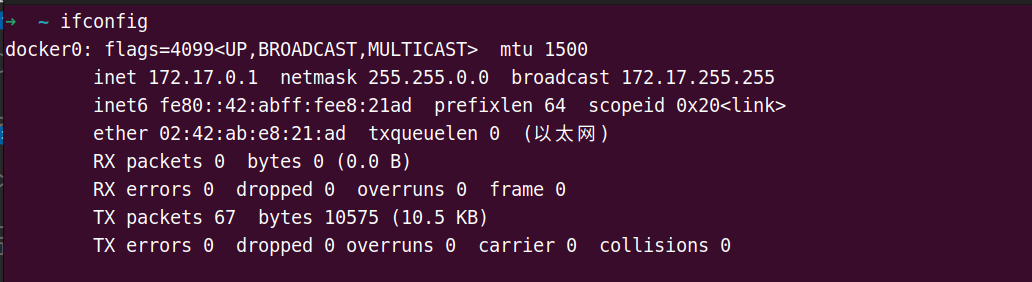 ➜  ~ ifconfig
docker0: flags=4099<UP,BROADCAST,MULTICAST>  mtu 1500
        inet 172.17.0.1  netmask 255.255.0.0  broadcast 172.17.255.255
        inet6 fe80::42:abff:fee8:21ad  prefixlen 64  scopeid 0x20<link>
        ether 02:42:ab:e8:21:ad  txqueuelen 0  (以太网)
        RX packets 0  bytes 0 (0.0 B)
        RX errors 0  dropped 0  overruns 0  frame 0
        TX packets 67  bytes 10575 (10.5 KB)
        TX errors 0  dropped 0 overruns 0  carrier 0  collisions 0